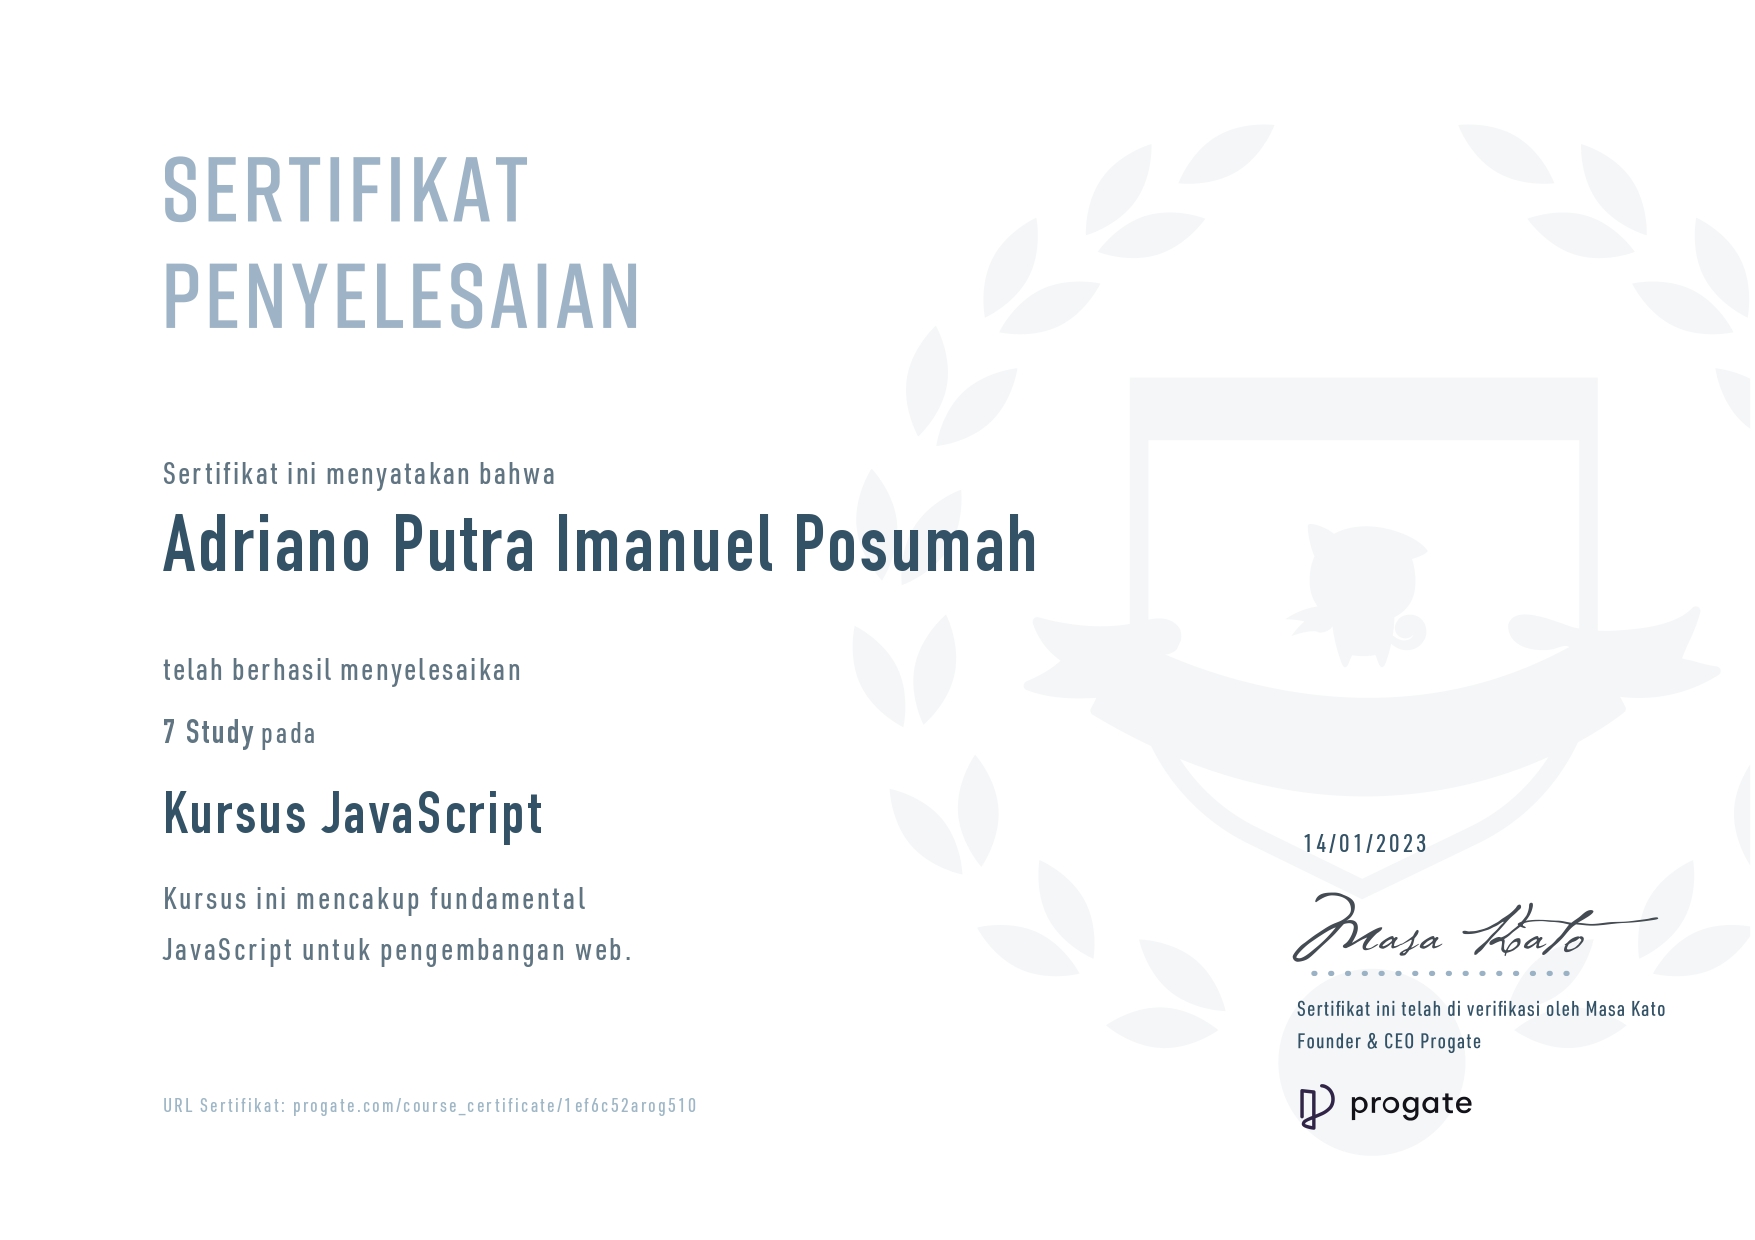 SERTIFIKAT
PENYELESAIAN
Sertifikat ini menyatakan bahwa
Adriano Putra Imanuel Posumah
telah berhasil menyelesaikan
7 Study pada
Kursus JavaScript
Kursus ini mencakup fundamental
JavaScript untuk pengembangan web.
14/01/2023
Masa Kato
Sertifikat ini telah di verifikasi oleh Masa Kato
Founder & CEO Progate
URL Sertifikat: progate.com/course_certificate/1ef6c52arog510
progate